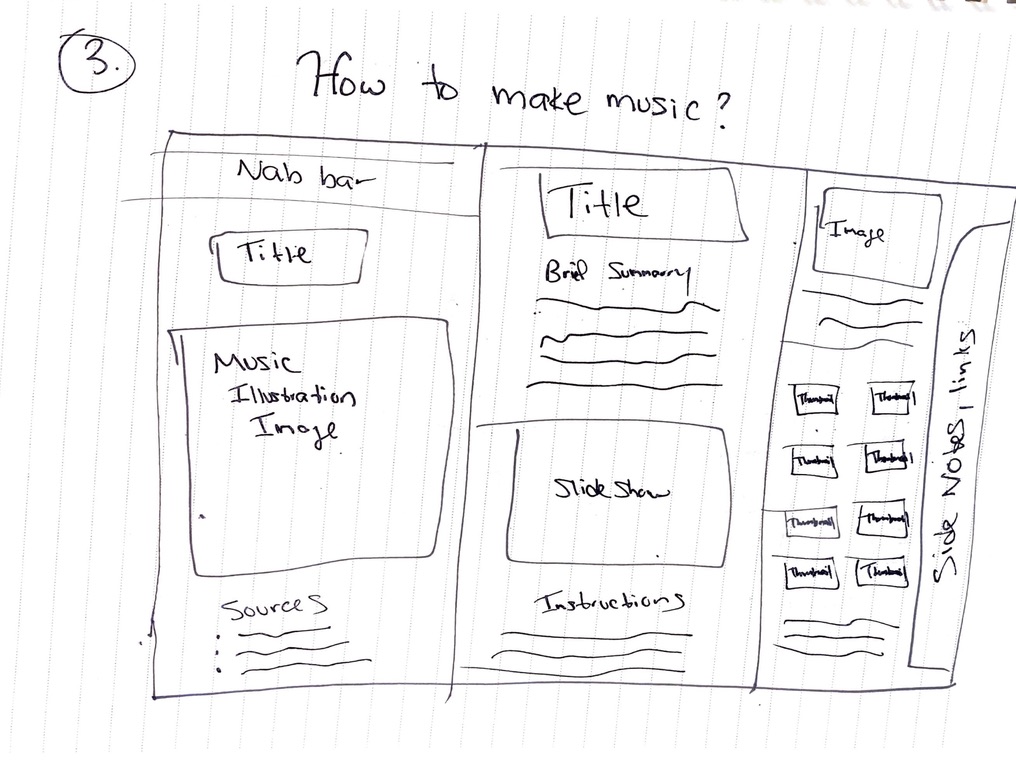 3.
How to make music?
Nab bar
Title
Music
Illustration
Image
Sources
Title
Brief Summary
Slide Show
Instructions
Image
Thumbnail Thumbnail
Thumbnail Thumbnail
Thumbnail Thumbnail
Thumbnail Thumbnail
Side Notes, links